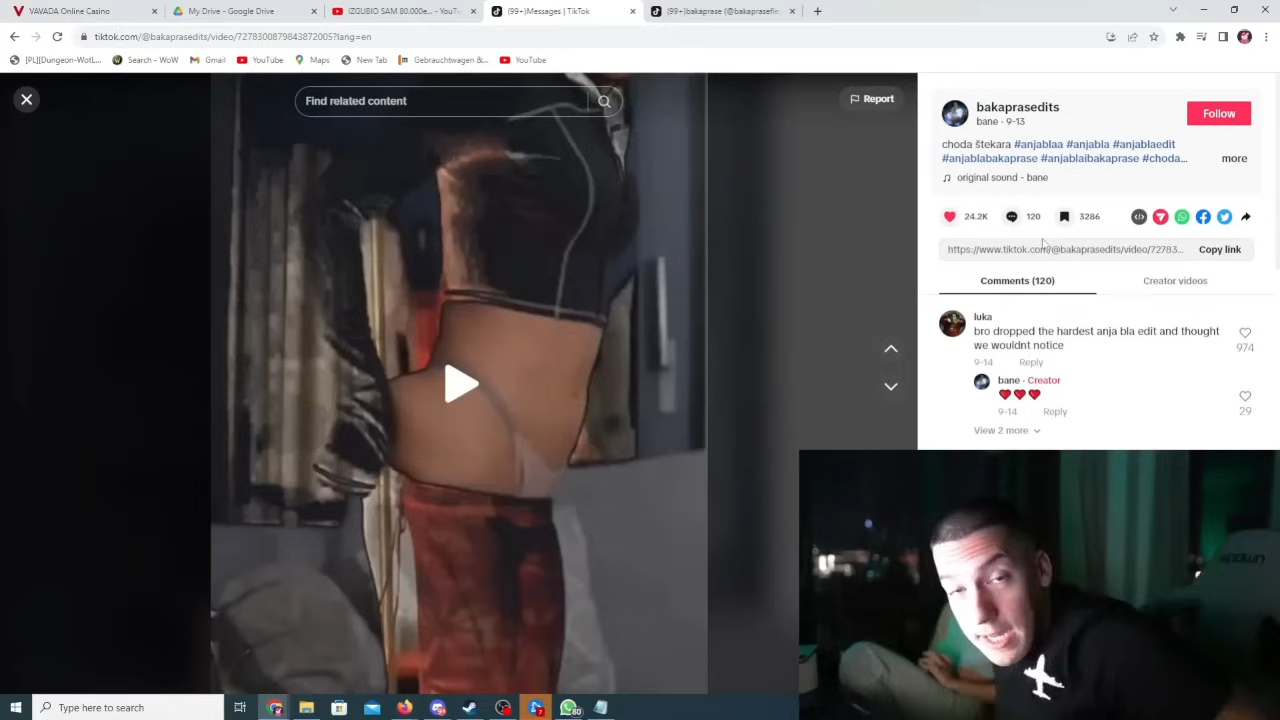 VAVADA Online Casino
My Drive - Google Drive
IZGUBIO SAM 80.000e... - YouTu
(99+)Messages | TikTok
(99+)bakaprase (@bakaprasefle
tiktok.com/@bakaprasedits/video/7278300879843872005?lang=en
[PL][Dungeon-WotL...
Search - WoW
Gmail
YouTube
Maps
New Tab
Gebrauchtwagen &...
YouTube
Find related content
Report
bakaprasedits
bane · 9-13
Follow
choda štekara #anjablaa #anjabla #anjablaedit
#anjablabakaprase #anjablaibakaprase #choda... more
original sound - bane
24.2K
120
3286
https://www.tiktok.com/@bakaprasedits/video/72783...
Copy link
Comments (120)
Creator videos
luka
bro dropped the hardest anja bla edit and thought
we wouldnt notice
974
9-14 Reply
bane · Creator
29
9-14 Reply
View 2 more
Type here to search
7
80